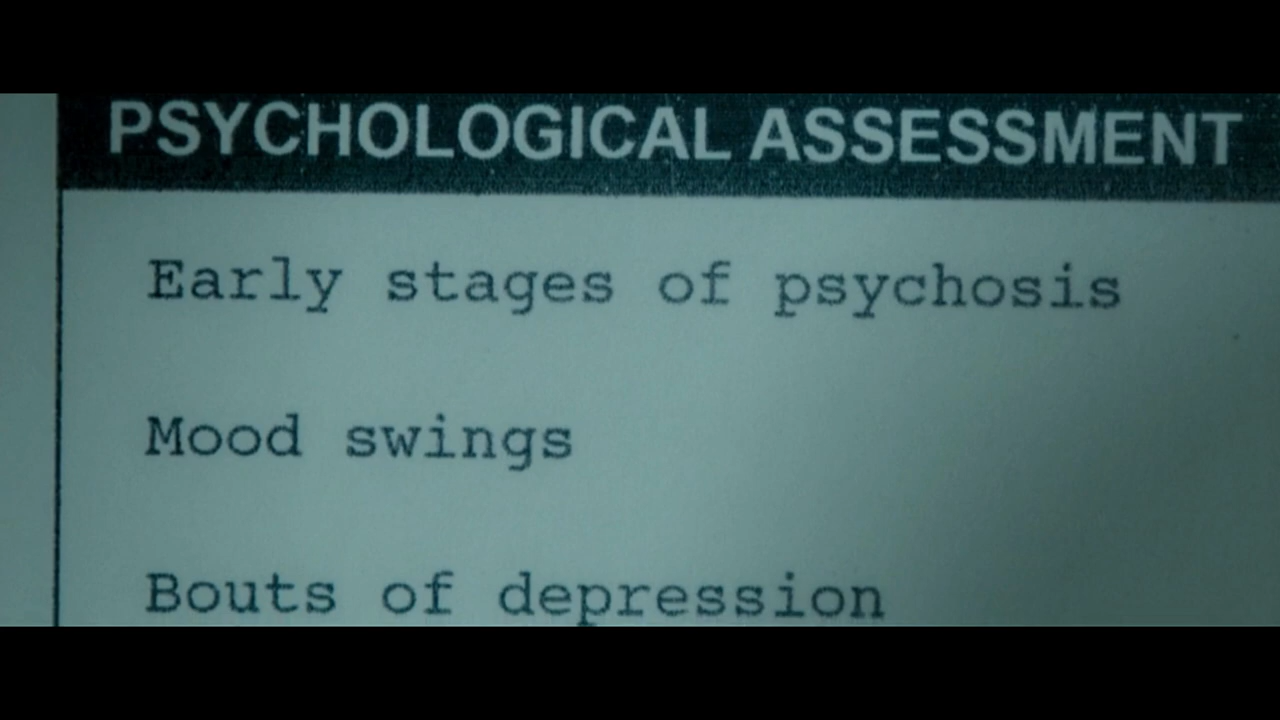 PSYCHOLOGICAL ASSESSMENT
Early stages of psychosis
Mood swings
Bouts of depression